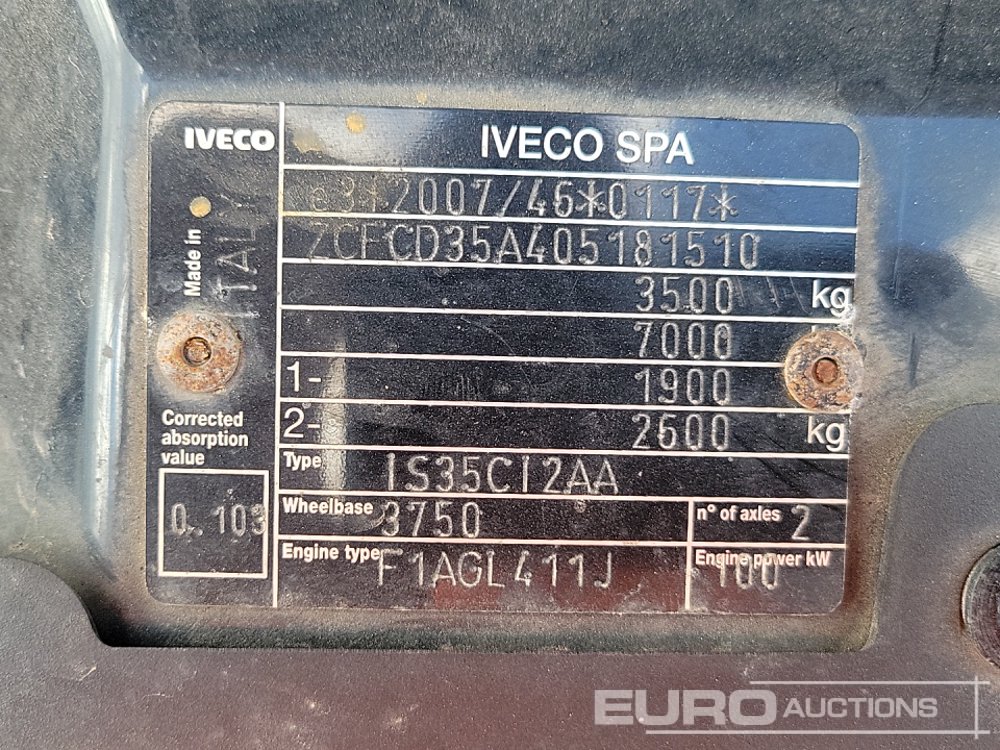 IVECO
IVECO SPA
e3*2007/46*0117*
ZCFCD35A405181510
3500 kg
7000
1- 1900
2- 2600 kg
Made in ITALY
Corrected
absorption
value
0.103
Type IS35CI2AA
Wheelbase 3750
n° of axles 2
Engine type F1AGL411J
Engine power kW 100
EURO AUCTIONS